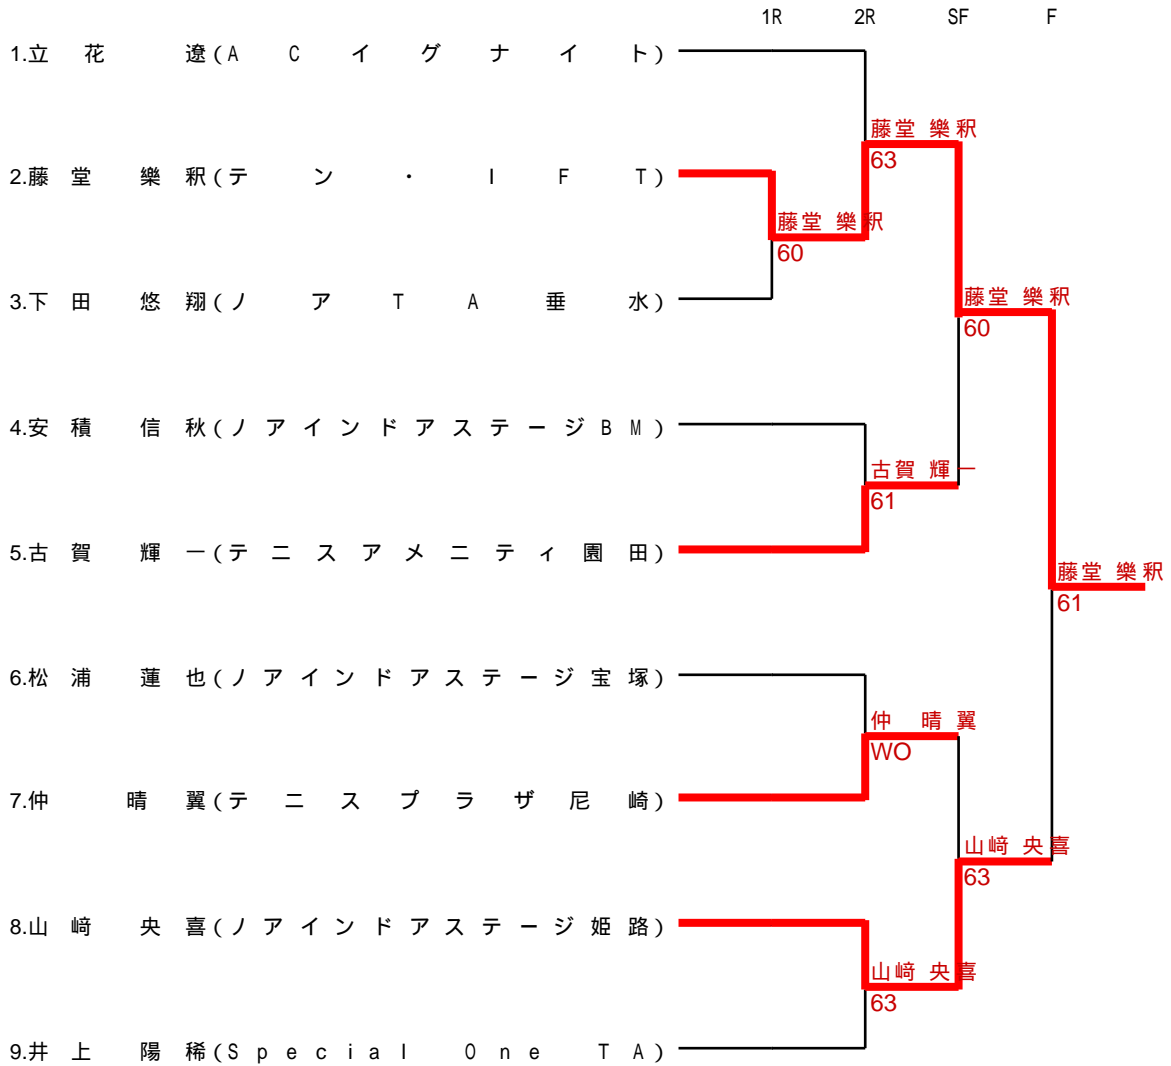 1R 2R SF F
1.立 花 遼(A C イ グ ナ イ ト)
藤堂 樂釈
63
2.藤 堂 樂 釈(テ ン ・ I F T)
藤堂 樂釈
60
3.下 田 悠 翔(ノ ア T A 垂 水)
藤堂 樂釈
60
4.安 積 信 秋(ノ ア イ ン ド ア ス テ ー ジ B M)
古賀 輝一
61
5.古 賀 輝 一(テ ニ ス ア メ ニ テ ィ 園 田)
藤堂 樂釈
61
6.松 浦 蓮 也(ノ ア イ ン ド ア ス テ ー ジ 宝 塚)
仲 晴翼
WO
7.仲 晴 翼(テ ニ ス プ ラ ザ 尼 崎)
山﨑 央喜
63
8.山 﨑 央 喜(ノ ア イ ン ド ア ス テ ー ジ 姫 路)
山﨑 央喜
63
9.井 上 陽 稀(S p e c i a l O n e T A)